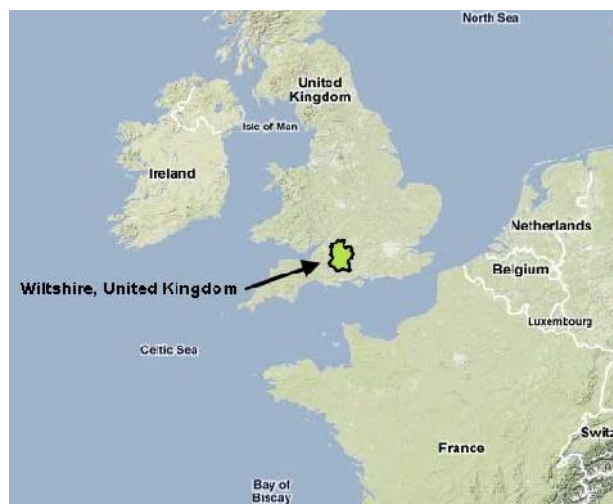 North Sea
United
Kingdom
Isle of Man
Ireland
Netherlands
Belgium
Wiltshire, United Kingdom
Luxembourg
Celtic Sea
France
Switz
Bay of
Biscay